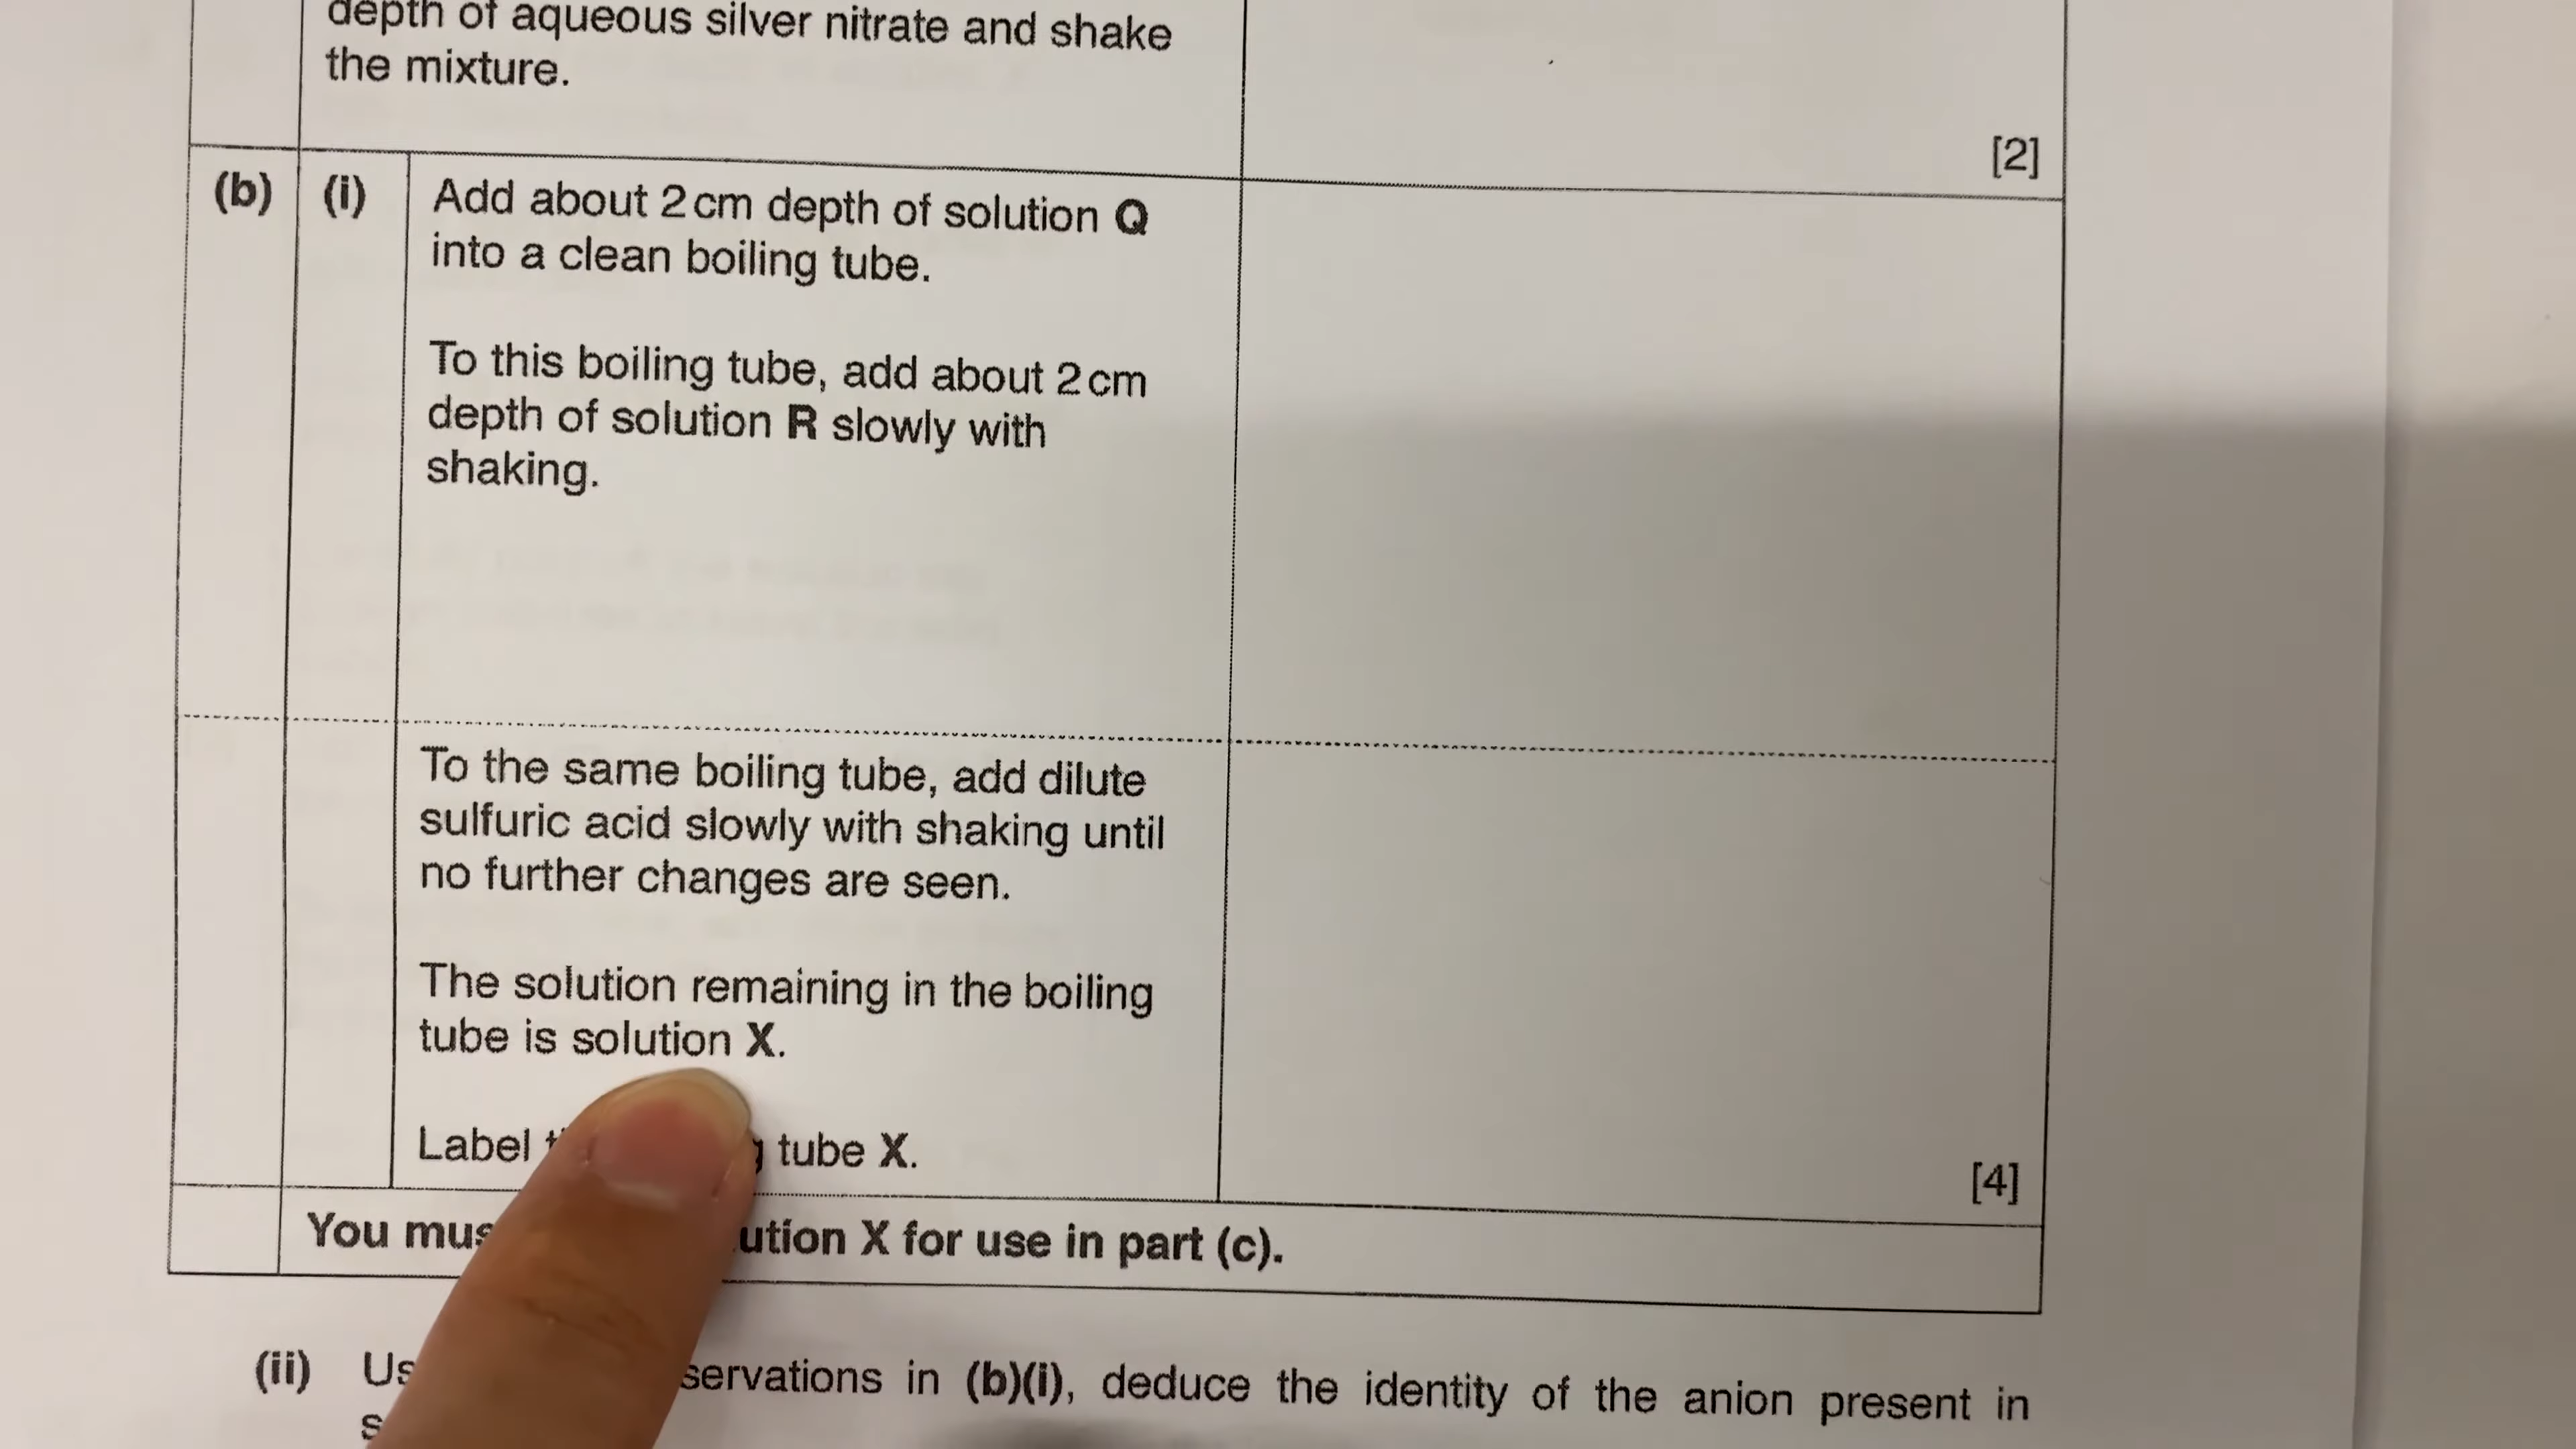 depth of aqueous silver nitrate and shake
the mixture.
[2]
(b) (i) Add about 2 cm depth of solution Q
into a clean boiling tube.
To this boiling tube, add about 2 cm
depth of solution R slowly with
shaking.
To the same boiling tube, add dilute
sulfuric acid slowly with shaking until
no further changes are seen.
The solution remaining in the boiling
tube is solution X.
Label tube X.
[4]
You solution X for use in part (c).
(ii) observations in (b)(i), deduce the identity of the anion present in